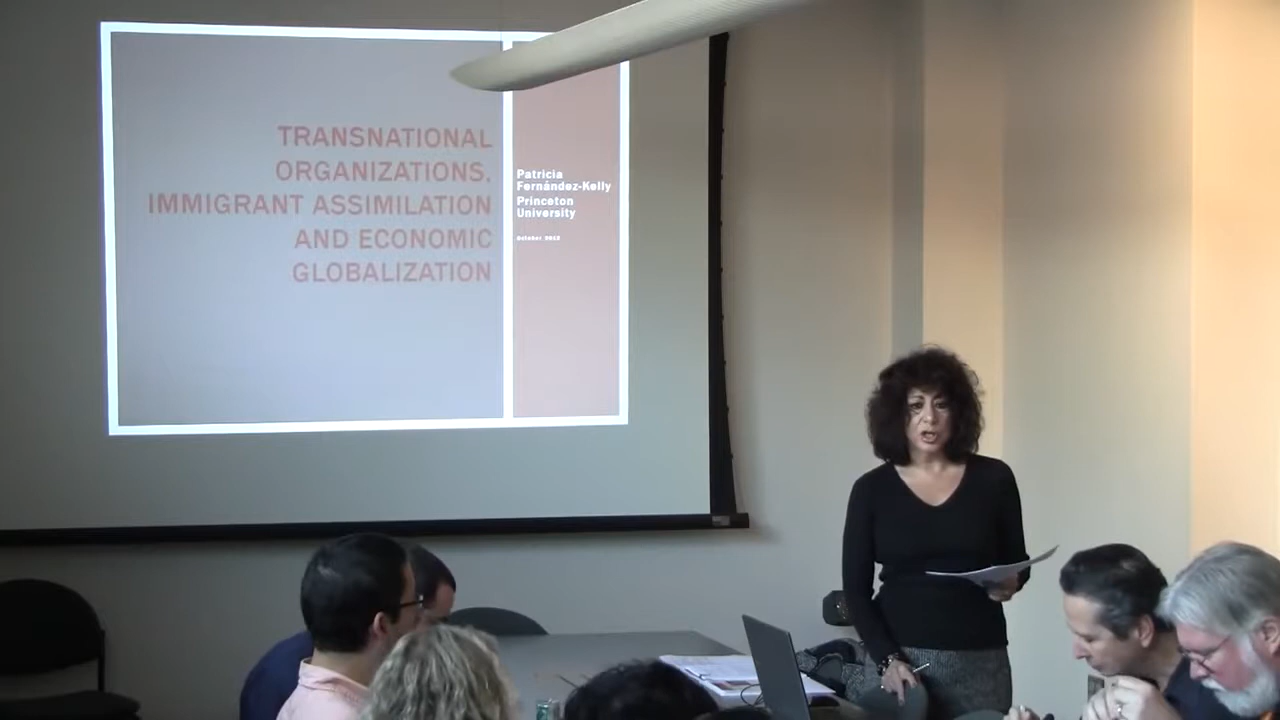 TRANSNATIONAL
ORGANIZATIONS,
IMMIGRANT ASSIMILATION
AND ECONOMIC
GLOBALIZATION
Patricia
Fernández-Kelly
Princeton
University
October